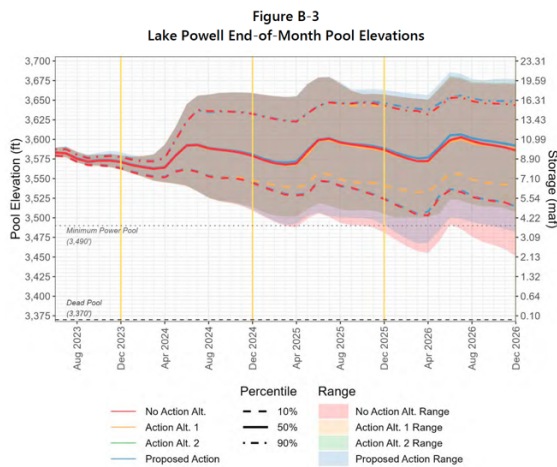 Figure B-3
Lake Powell End-of-Month Pool Elevations
Pool Elevation (ft)
3,700
3,675
3,650
3,625
3,600
3,575
3,550
3,525
3,500
3,475
3,450
3,425
3,400
3,375
Minimum Power Pool
(3,490')
Dead Pool
(3,370')
23.31
19.59
16.31
13.43
10.99
8.90
7.10
5.54
4.22
3.09
2.13
1.32
0.64
0.10
Storage (maf)
Aug 2023
Dec 2023
Apr 2024
Aug 2024
Dec 2024
Apr 2025
Aug 2025
Dec 2025
Apr 2026
Aug 2026
Dec 2026
Percentile
Range
No Action Alt.
10%
No Action Alt. Range
Action Alt. 1
50%
Action Alt. 1 Range
Action Alt. 2
90%
Action Alt. 2 Range
Proposed Action
Proposed Action Range